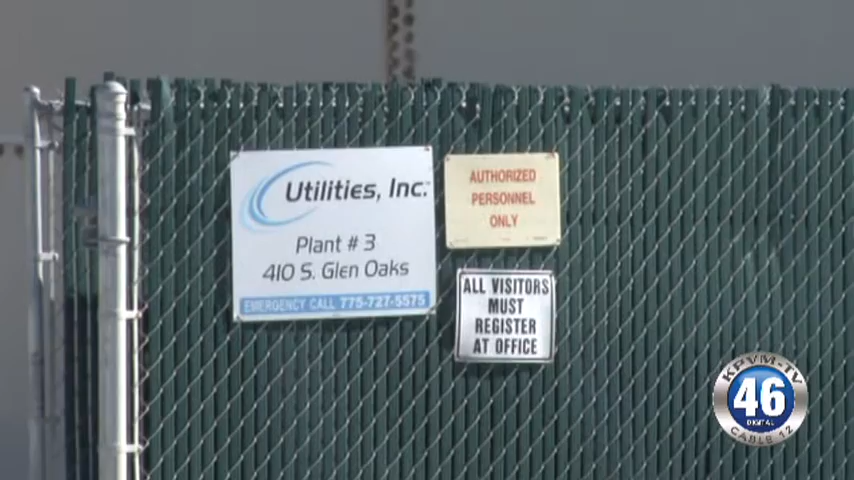 Utilities, Inc.™
Plant # 3
410 S. Glen Oaks
EMERGENCY CALL 775-727-5575
AUTHORIZED
PERSONNEL
ONLY
ALL VISITORS
MUST
REGISTER
AT OFFICE
KPVM-TV
46
DIGITAL
CABLE 12